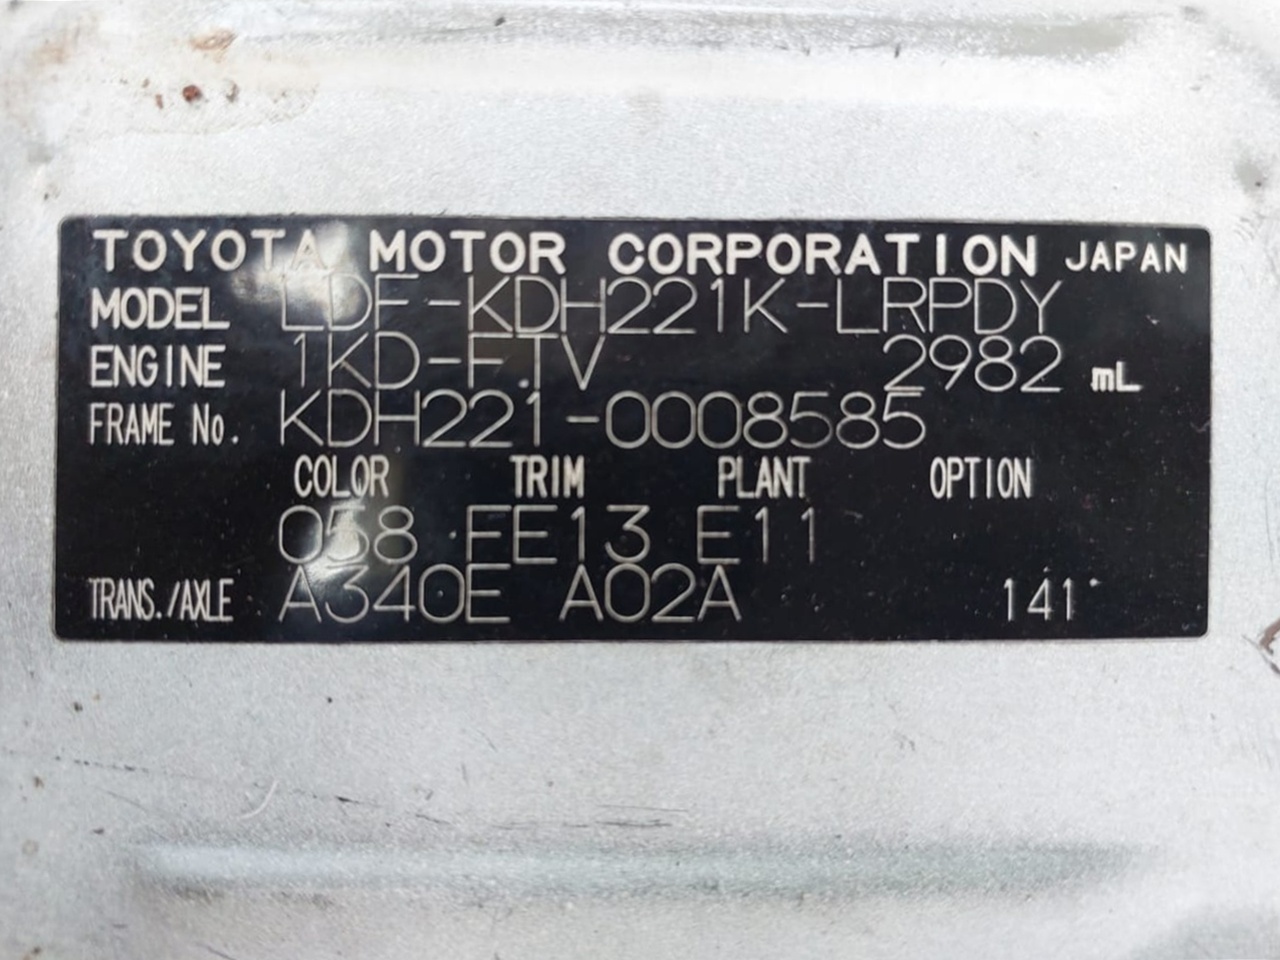 TOYOTA MOTOR CORPORATION JAPAN
MODEL LDF-KDH221K-LRPDY
ENGINE 1KD-FTV 2982 mL
FRAME No. KDH221-0008585
COLOR TRIM PLANT OPTION
058 FE13 E11
TRANS./AXLE A340E A02A 141